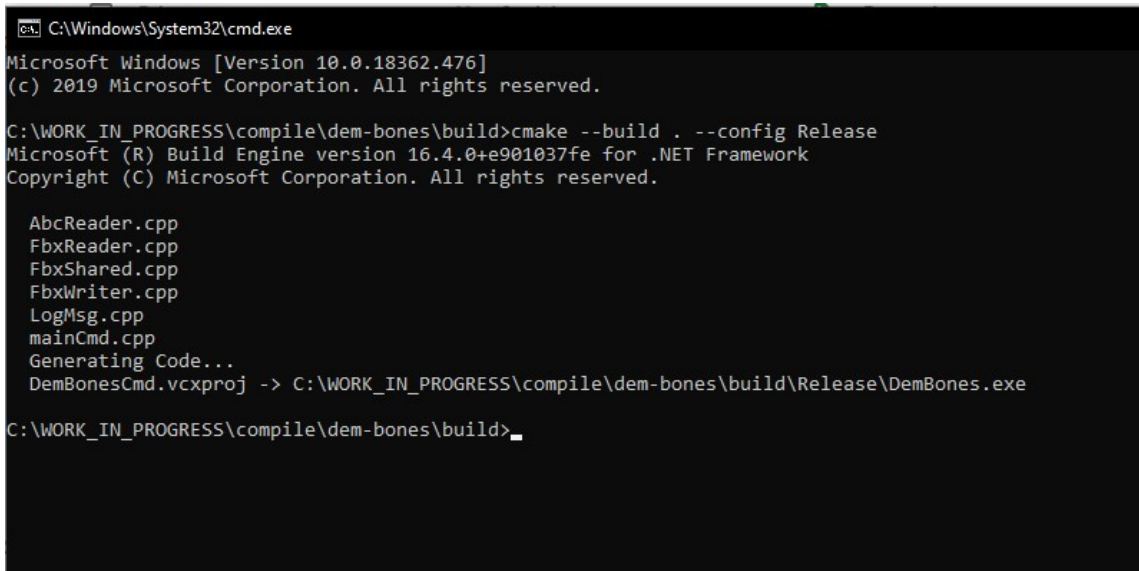 C:\Windows\System32\cmd.exe
Microsoft Windows [Version 10.0.18362.476]
(c) 2019 Microsoft Corporation. All rights reserved.
C:\WORK_IN_PROGRESS\compile\dem-bones\build>cmake --build . --config Release
Microsoft (R) Build Engine version 16.4.0+e901037fe for .NET Framework
Copyright (C) Microsoft Corporation. All rights reserved.
AbcReader.cpp
FbxReader.cpp
FbxShared.cpp
FbxWriter.cpp
LogMsg.cpp
mainCmd.cpp
Generating Code...
DemBonesCmd.vcxproj -> C:\WORK_IN_PROGRESS\compile\dem-bones\build\Release\DemBones.exe
C:\WORK_IN_PROGRESS\compile\dem-bones\build>